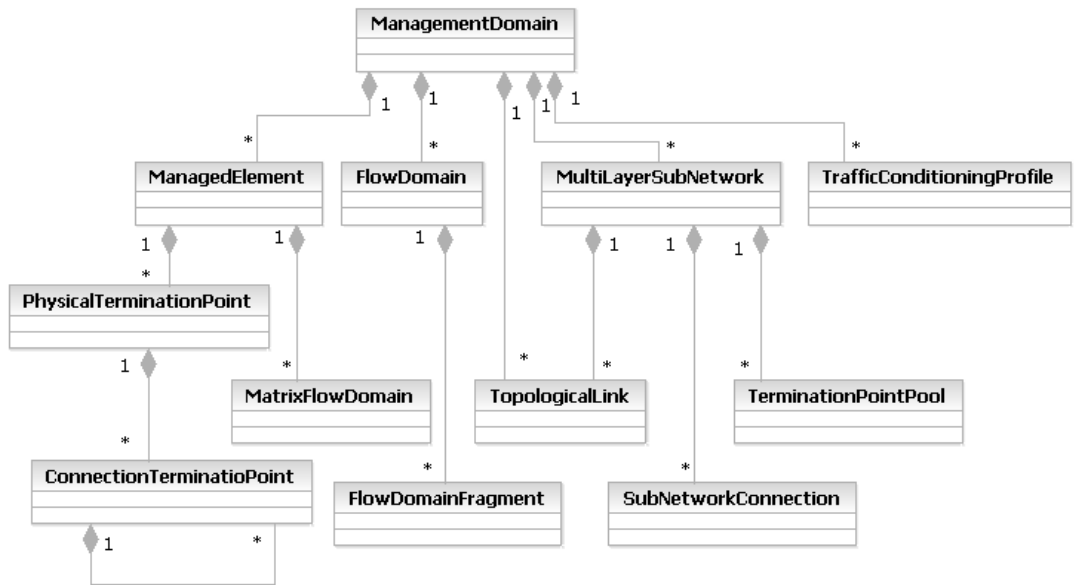 ManagementDomain
1 1 1 1 1
* * * *
ManagedElement FlowDomain MultiLayerSubNetwork TrafficConditioningProfile
1 1 1 1 1 1
*
PhysicalTerminationPoint
1 * * * *
MatrixFlowDomain TopologicalLink TerminationPointPool
*
ConnectionTerminatioPoint * *
FlowDomainFragment SubNetworkConnection
1 *